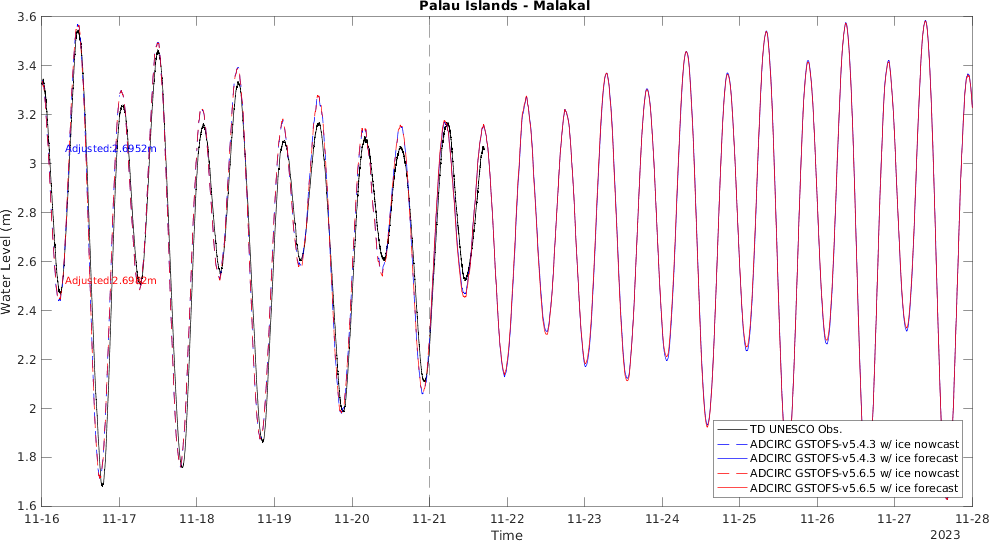 Palau Islands - Malakal
3.6
3.4
3.2
3
2.8
2.6
2.4
2.2
2
1.8
1.6
Water Level (m)
Adjusted:2.6952m
TD UNESCO Obs.
ADCIRC GSTOFS-v5.4.3 w/ ice nowcast
ADCIRC GSTOFS-v5.4.3 w/ ice forecast
ADCIRC GSTOFS-v5.6.5 w/ ice nowcast
ADCIRC GSTOFS-v5.6.5 w/ ice forecast
11-16 11-17 11-18 11-19 11-20 11-21 11-22 11-23 11-24 11-25 11-26 11-27 11-28
Time
2023